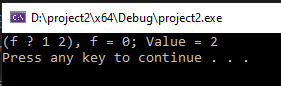 D:\project2\x64\Debug\project2.exe
(f ? 1 2), f = 0; Value = 2
Press any key to continue . . .